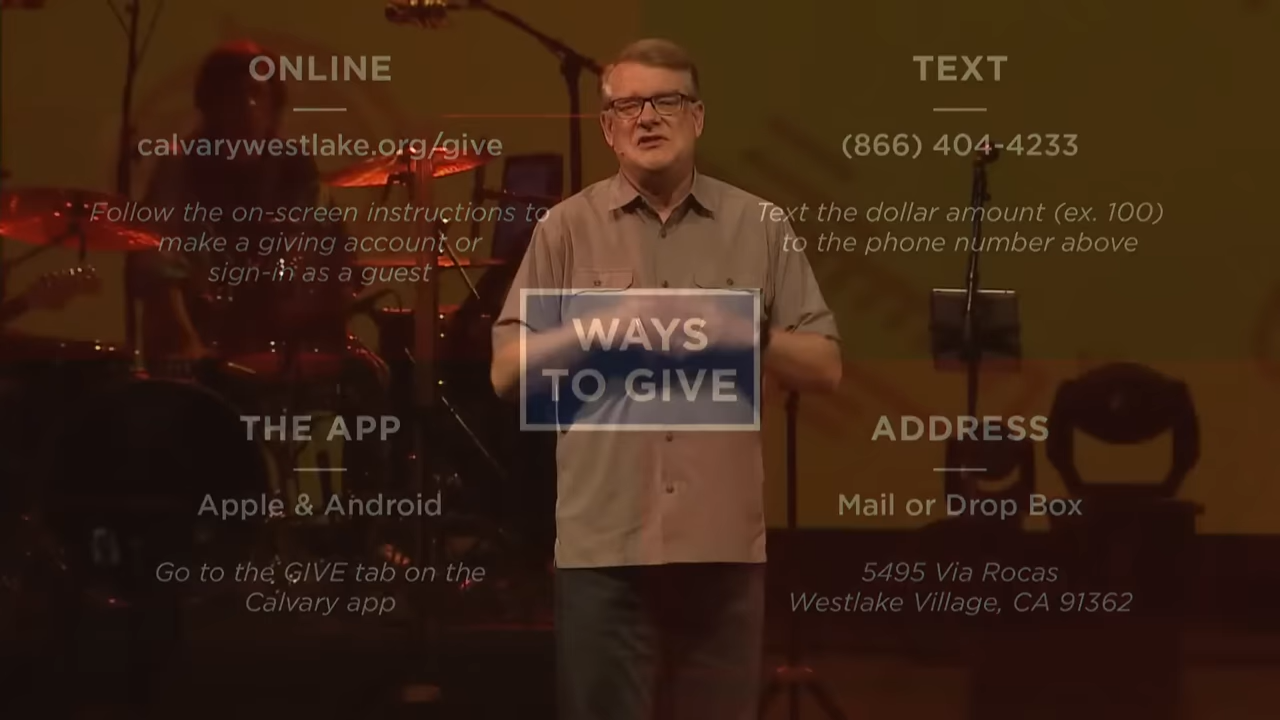 ONLINE
calvarywestlake.org/give
Follow the on-screen instructions to
make a giving account or
sign-in as a guest
TEXT
(866) 404-4233
Text the dollar amount (ex. 100)
to the phone number above
WAYS
TO GIVE
THE APP
Apple & Android
Go to the GIVE tab on the
Calvary app
ADDRESS
Mail or Drop Box
5495 Via Rocas
Westlake Village, CA 91362